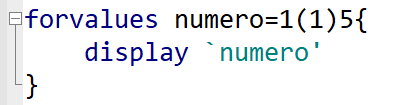 forvalues numero=1(1)5{
    display `numero'
}